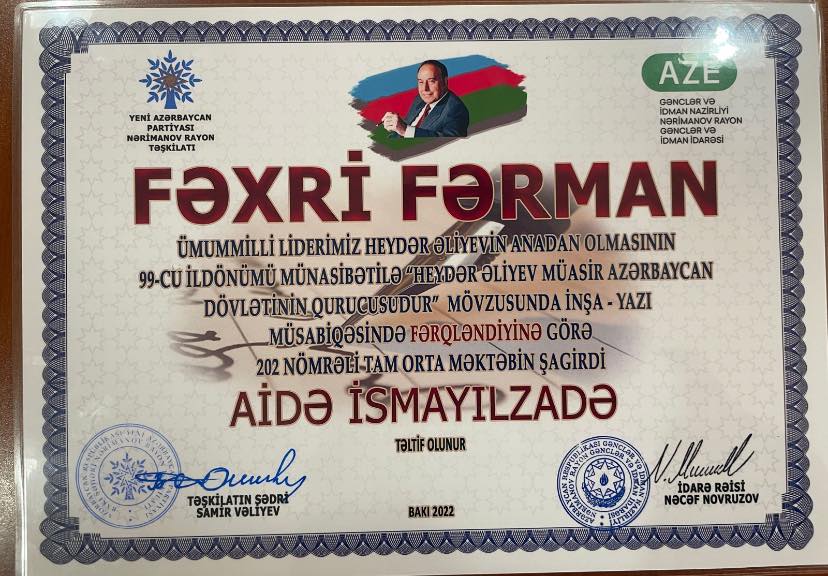 YENİ AZƏRBAYCAN
PARTİYASI
NƏRİMANOV RAYON
TƏŞKİLATI
AZE
GƏNCLƏR VƏ
İDMAN NAZİRLİYİ
NƏRİMANOV RAYON
GƏNCLƏR VƏ
İDMAN İDARƏSİ
FƏXRİ FƏRMAN
ÜMUMMİLLİ LİDERİMİZ HEYDƏR ƏLİYEVİN ANADAN OLMASININ
99-CU İLDÖNÜMÜ MÜNASİBƏTİLƏ “HEYDƏR ƏLİYEV MÜASİR AZƏRBAYCAN
DÖVLƏTİNİN QURUCUSUDUR” MÖVZUSUNDA İNŞA - YAZI
MÜSABİQƏSİNDƏ FƏRQLƏNDİYİNƏ GÖRƏ
202 NÖMRƏLİ TAM ORTA MƏKTƏBİN ŞAGİRDİ
AİDƏ İSMAYILZADƏ
TƏLTİF OLUNUR
TƏŞKİLATIN SƏDRİ
SAMİR VƏLİYEV
BAKI 2022
İDARƏ RƏİSİ
NƏCƏF NOVRUZOV